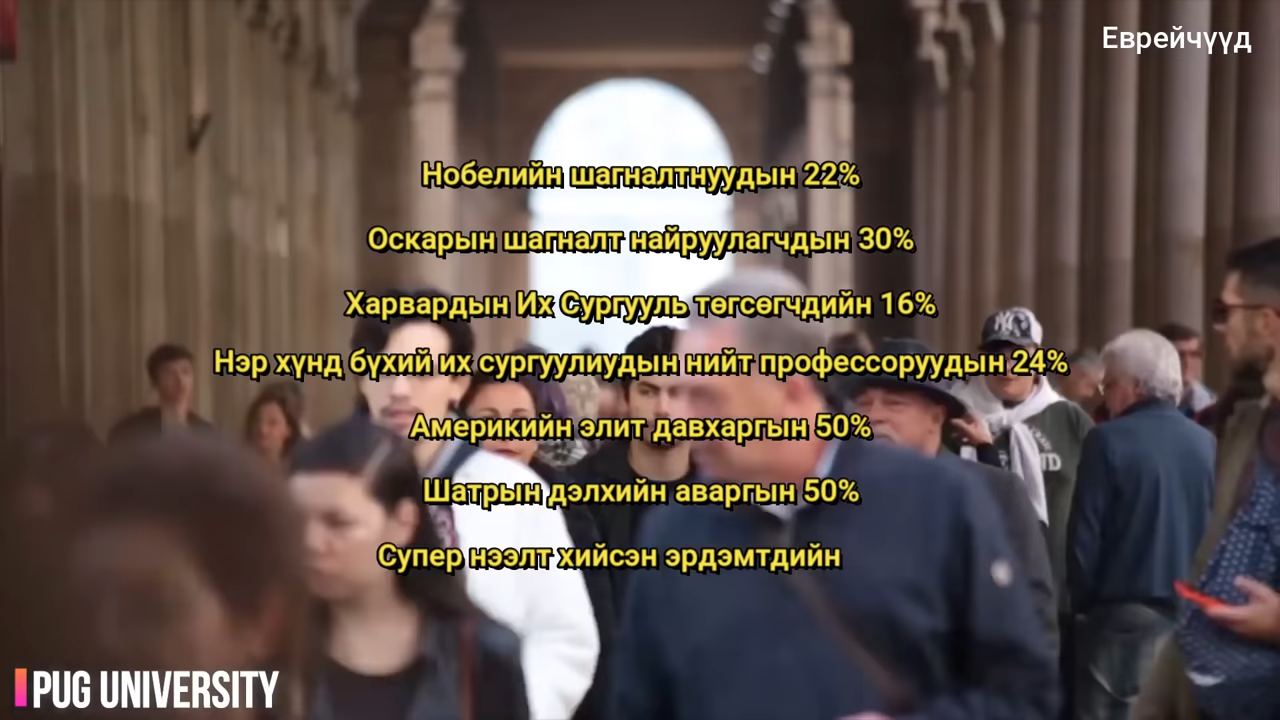 Еврейчүүд
Нобелийн шагналтнуудын 22%
Оскарын шагналт найруулагчдын 30%
Харвардын Их Сургууль төгсөгчдийн 16%
Нэр хүнд бүхий их сургуулиудын нийт профессоруудын 24%
Америкийн элит давхаргын 50%
Шатрын дэлхийн аваргын 50%
Супер нээлт хийсэн эрдэмтдийн
PUG UNIVERSITY